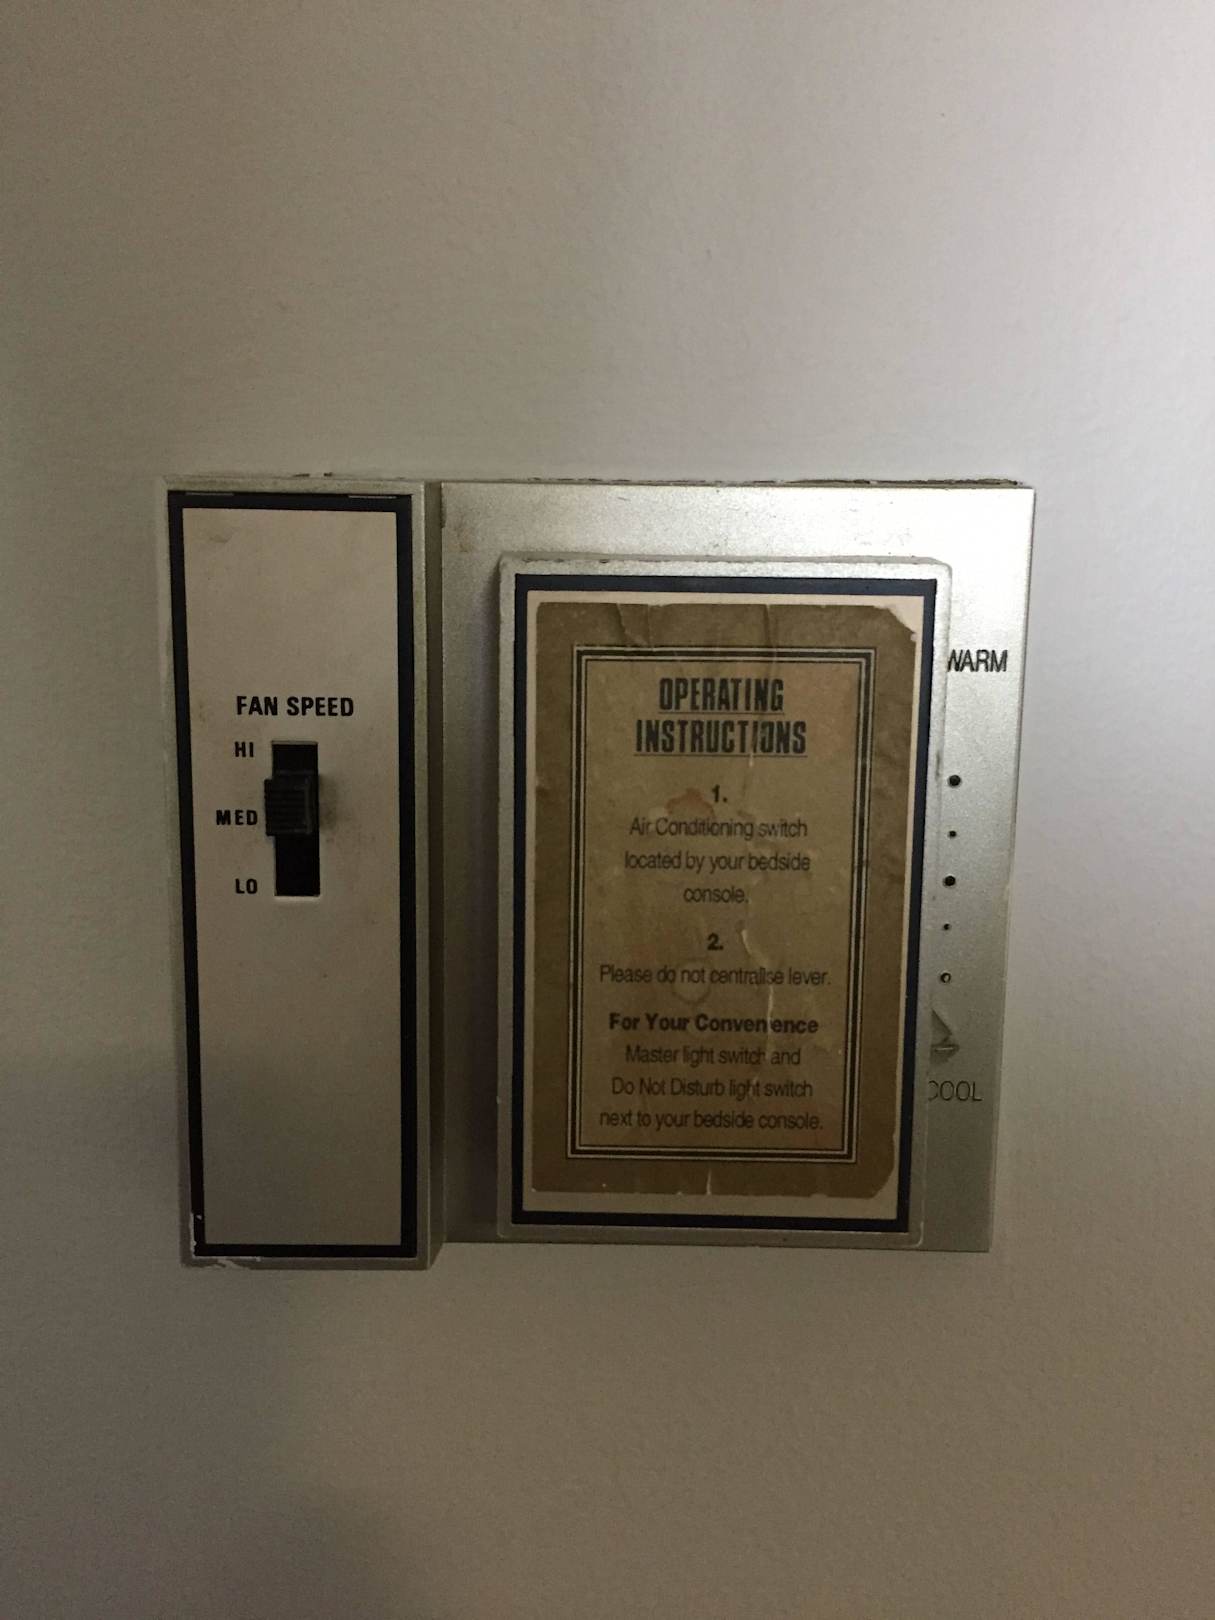 FAN SPEED
HI
MED
LO
OPERATING
INSTRUCTIONS
1.
Air Conditioning switch
located by your bedside
console.
2.
Please do not centralise lever.
For Your Convenience
Master light switch and
Do Not Disturb light switch
next to your bedside console.
WARM
COOL